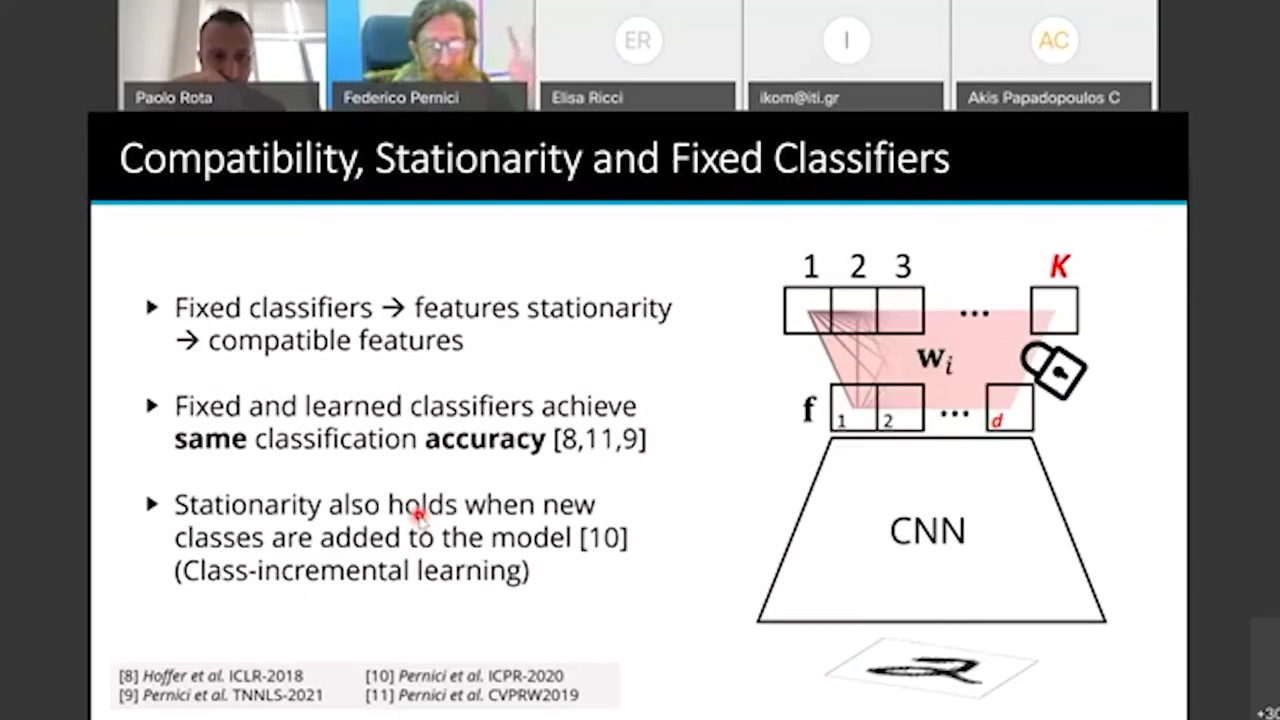 ER
I
AC
Paolo Rota
Federico Pernici
Elisa Ricci
ikom@iti.gr
Akis Papadopoulos C
Compatibility, Stationarity and Fixed Classifiers
1 2 3 ... K
▶ Fixed classifiers → features stationarity
→ compatible features
w_i
▶ Fixed and learned classifiers achieve
same classification accuracy [8,11,9]
f 1 2 ... d
▶ Stationarity also holds when new
classes are added to the model [10]
(Class-incremental learning)
CNN
2
[8] Hoffer et al. ICLR-2018
[9] Pernici et al. TNNLS-2021
[10] Pernici et al. ICPR-2020
[11] Pernici et al. CVPRW2019